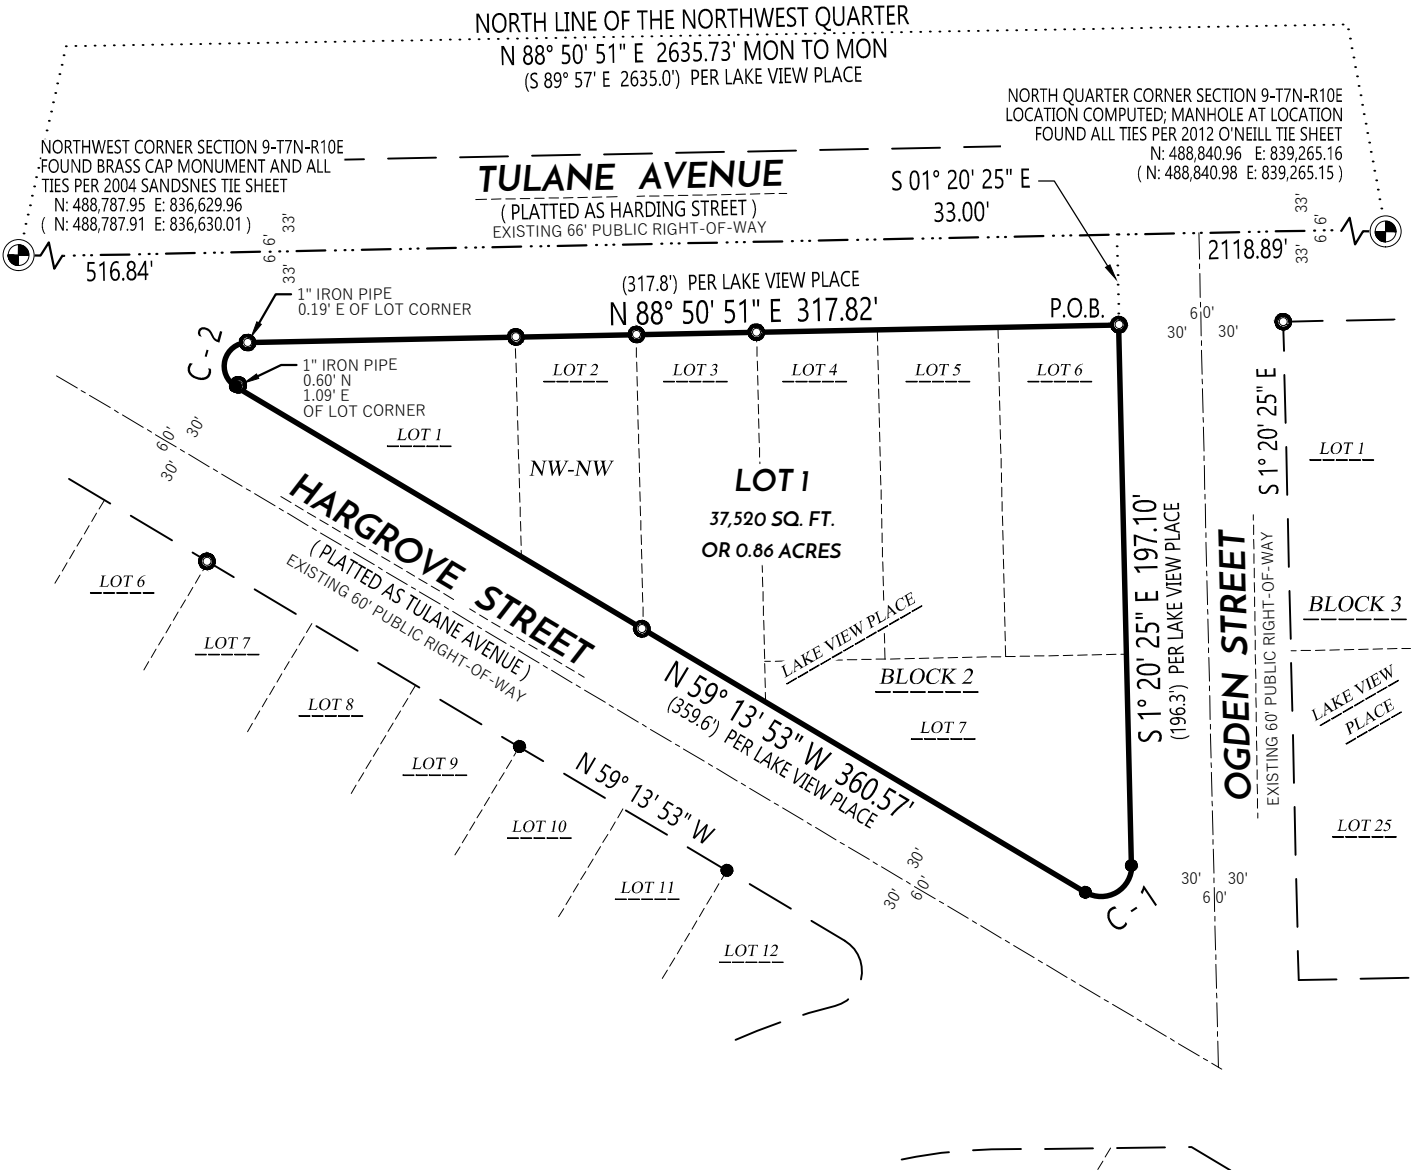 NORTH LINE OF THE NORTHWEST QUARTER
N 88° 50' 51" E 2635.73' MON TO MON
(S 89° 57' E 2635.0') PER LAKE VIEW PLACE
NORTHWEST CORNER SECTION 9-T7N-R10E
FOUND BRASS CAP MONUMENT AND ALL
TIES PER 2004 SANDSNES TIE SHEET
N: 488,787.95 E: 836,629.96
( N: 488,787.91 E: 836,630.01 )
NORTH QUARTER CORNER SECTION 9-T7N-R10E
LOCATION COMPUTED; MANHOLE AT LOCATION
FOUND ALL TIES PER 2012 O'NEILL TIE SHEET
N: 488,840.96 E: 839,265.16
( N: 488,840.98 E: 839,265.15 )
TULANE AVENUE
( PLATTED AS HARDING STREET )
EXISTING 66' PUBLIC RIGHT-OF-WAY
S 01° 20' 25" E
33.00'
33'
66'
33'
33'
66'
33'
516.84'
2118.89'
(317.8') PER LAKE VIEW PLACE
N 88° 50' 51" E 317.82'
P.O.B.
1" IRON PIPE
0.19' E OF LOT CORNER
C - 2
1" IRON PIPE
0.60' N
1.09' E
OF LOT CORNER
60'
30'
30'
LOT 1
LOT 2
LOT 3
LOT 4
LOT 5
LOT 6
NW-NW
LOT 1
37,520 SQ. FT.
OR 0.86 ACRES
60'
30'
30'
S 1° 20' 25" E
LOT 1
HARGROVE STREET
( PLATTED AS TULANE AVENUE )
EXISTING 60' PUBLIC RIGHT-OF-WAY
LAKE VIEW PLACE
BLOCK 2
LOT 7
S 1° 20' 25" E 197.10'
(196.3') PER LAKE VIEW PLACE
OGDEN STREET
EXISTING 60' PUBLIC RIGHT-OF-WAY
BLOCK 3
LAKE VIEW
PLACE
LOT 25
N 59° 13' 53" W 360.57'
(359.6') PER LAKE VIEW PLACE
LOT 6
LOT 7
LOT 8
LOT 9
LOT 10
LOT 11
LOT 12
N 59° 13' 53" W
30'
30'
60'
C - 1
30'
30'
60'